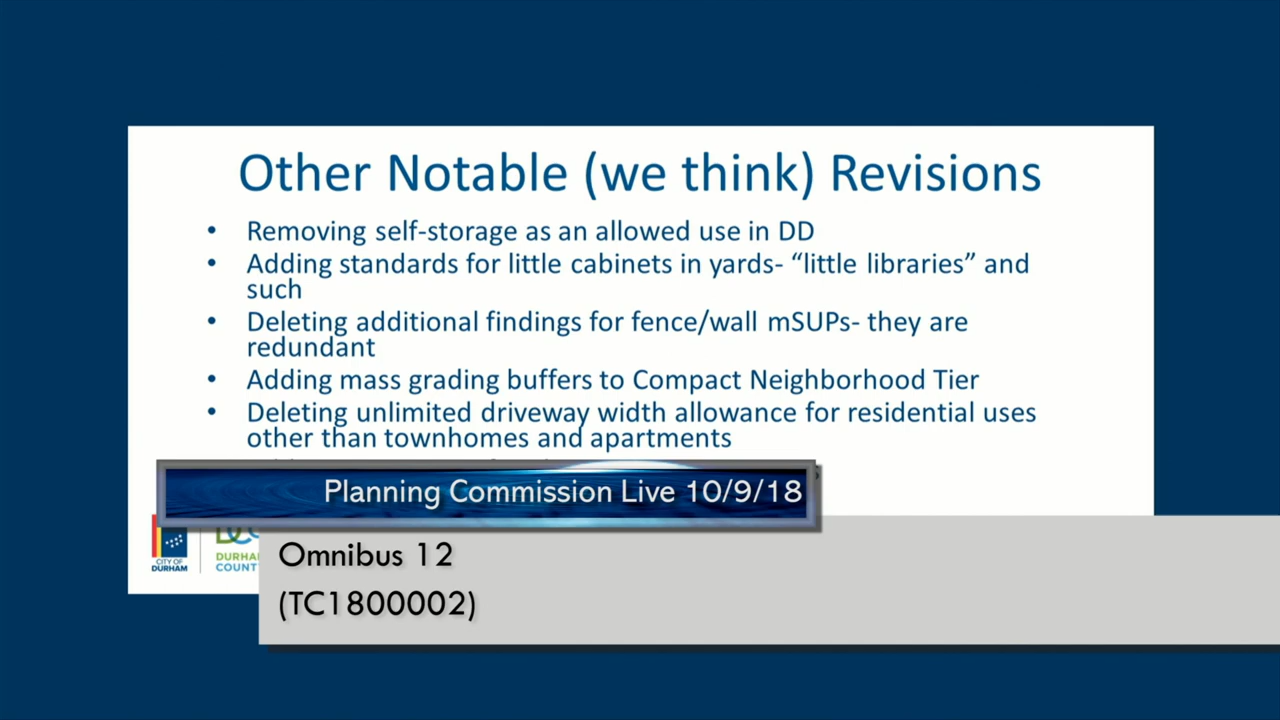 Other Notable (we think) Revisions
• Removing self-storage as an allowed use in DD
• Adding standards for little cabinets in yards- “little libraries” and
such
• Deleting additional findings for fence/wall mSUPs- they are
redundant
• Adding mass grading buffers to Compact Neighborhood Tier
• Deleting unlimited driveway width allowance for residential uses
other than townhomes and apartments
Planning Commission Live 10/9/18
CITY OF
DURHAM
COUNT
Omnibus 12
(TC1800002)